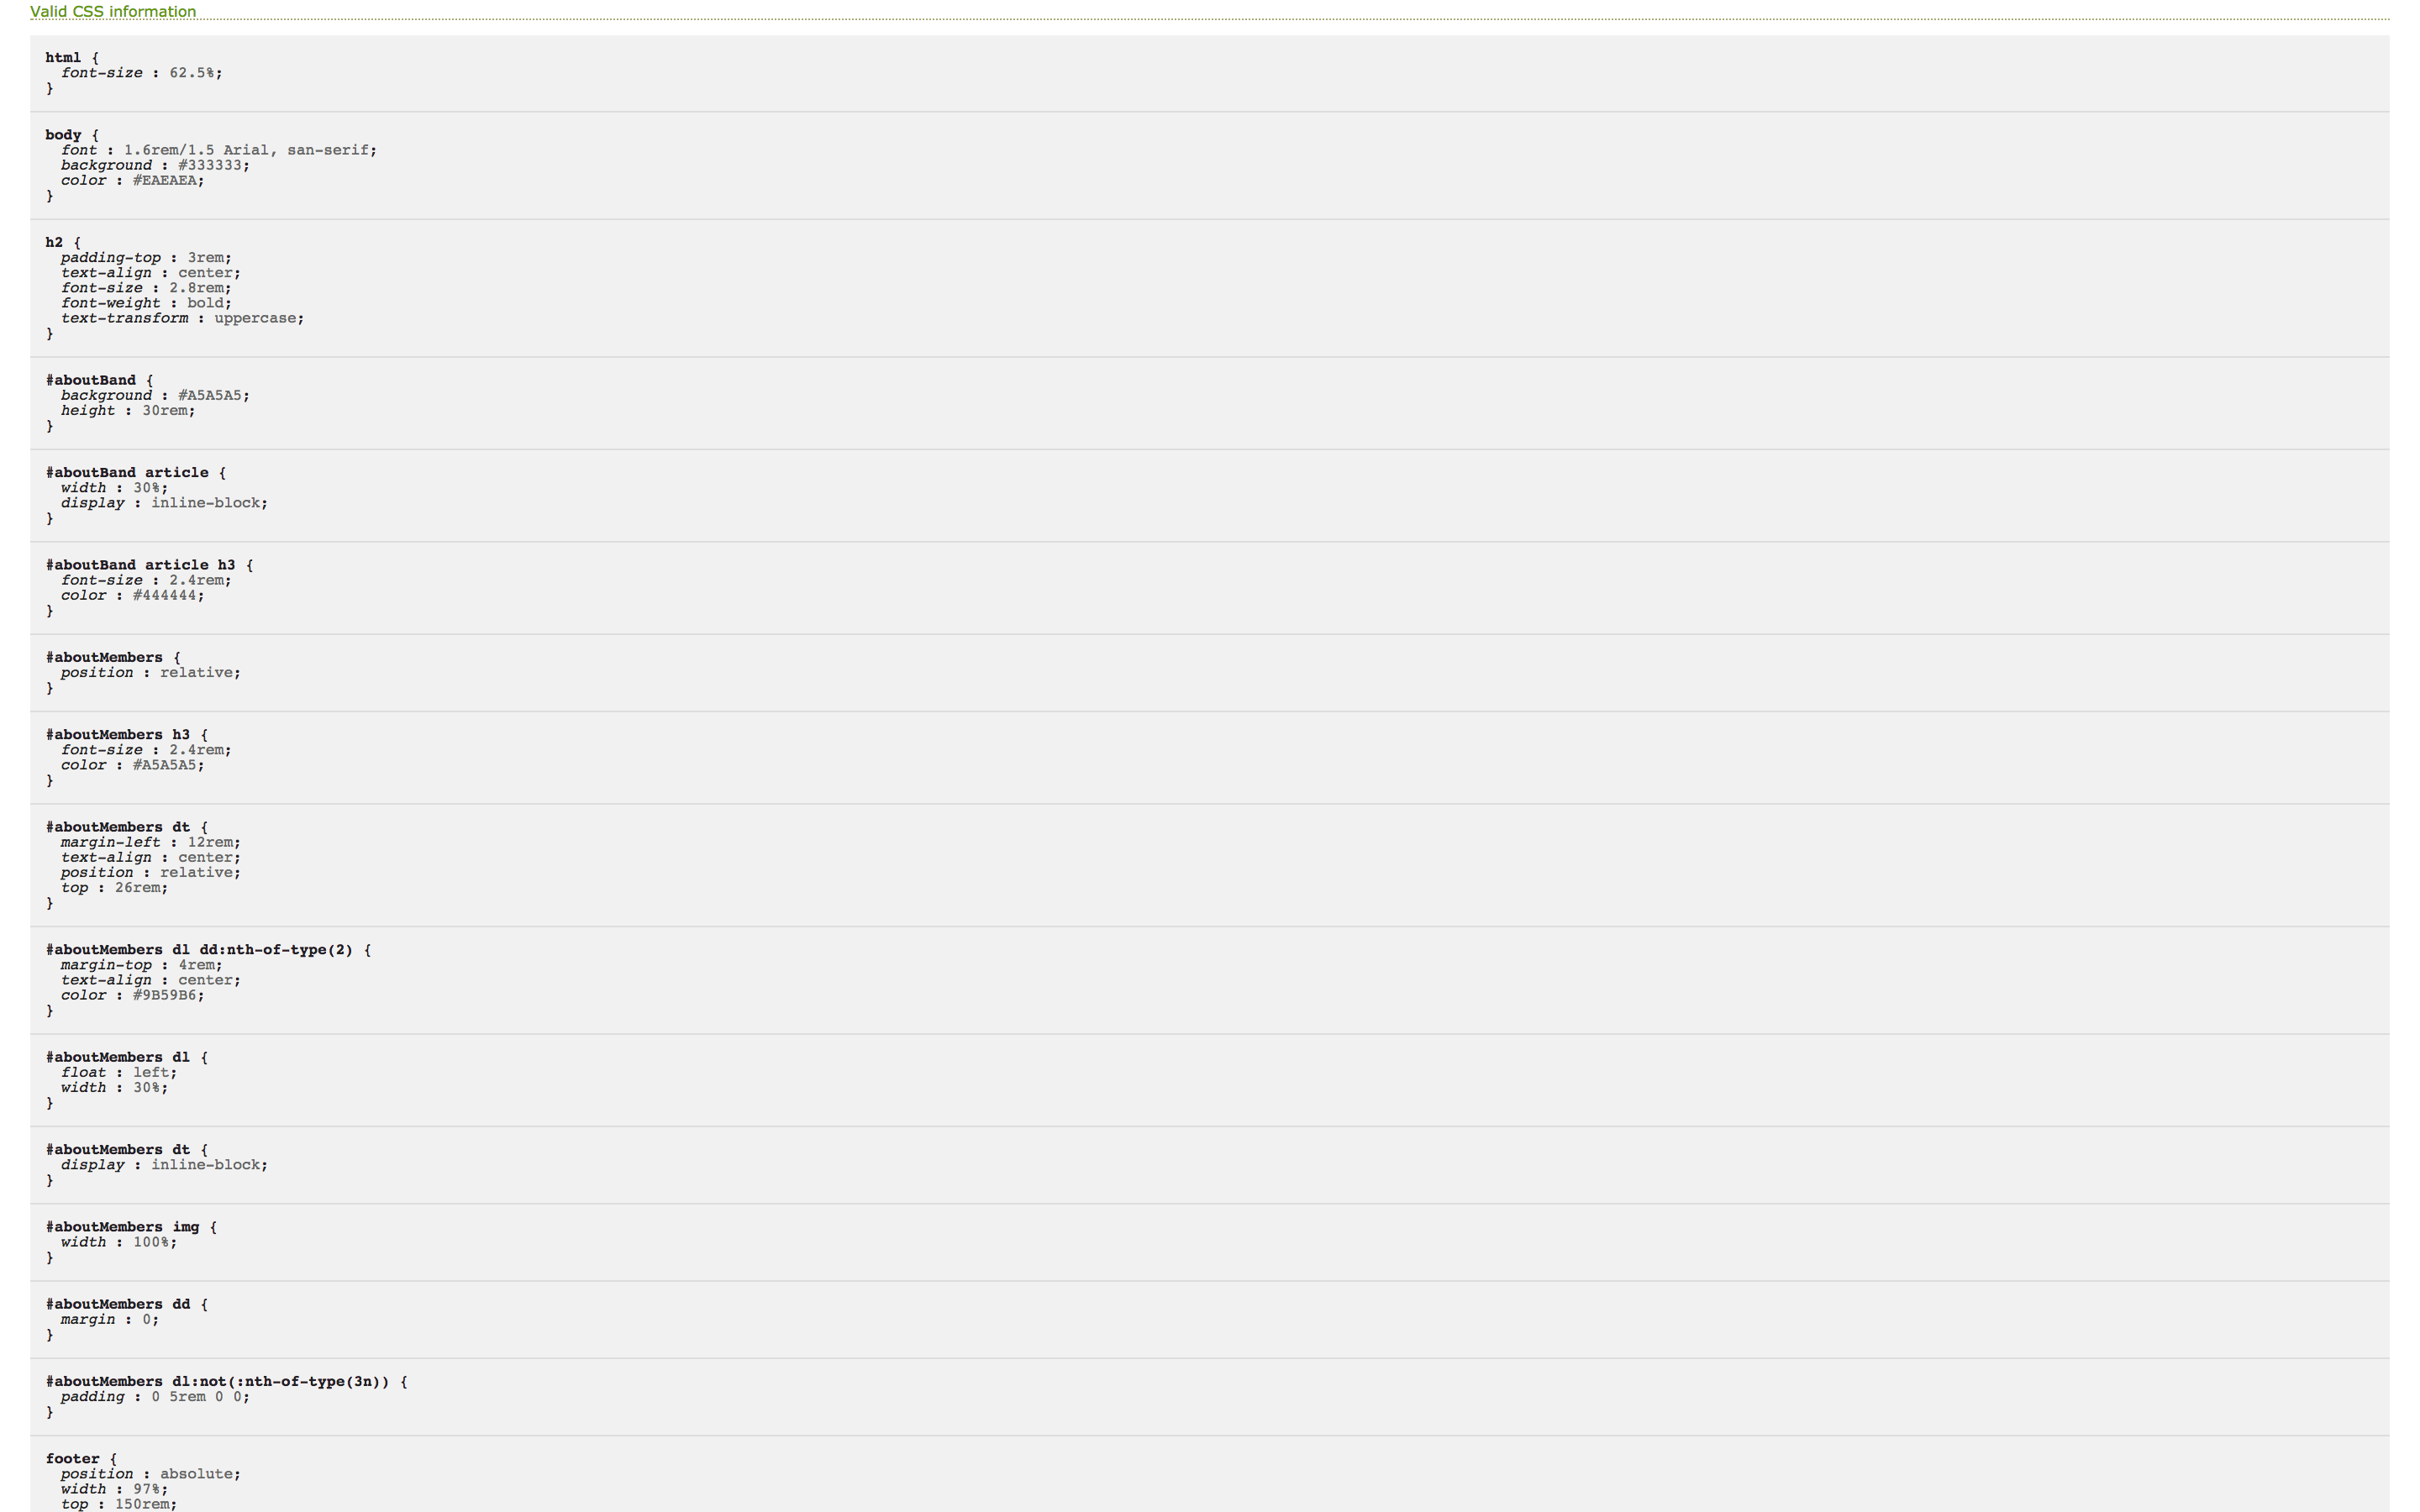 Valid CSS information
html {
font-size : 62.5%;
}
body {
font : 1.6rem/1.5 Arial, san-serif;
background : #333333;
color : #EAEAEA;
}
h2 {
padding-top : 3rem;
text-align : center;
font-size : 2.8rem;
font-weight : bold;
text-transform : uppercase;
}
#aboutBand {
background : #A5A5A5;
height : 30rem;
}
#aboutBand article {
width : 30%;
display : inline-block;
}
#aboutBand article h3 {
font-size : 2.4rem;
color : #444444;
}
#aboutMembers {
position : relative;
}
#aboutMembers h3 {
font-size : 2.4rem;
color : #A5A5A5;
}
#aboutMembers dt {
margin-left : 12rem;
text-align : center;
position : relative;
top : 26rem;
}
#aboutMembers dl dd:nth-of-type(2) {
margin-top : 4rem;
text-align : center;
color : #9B59B6;
}
#aboutMembers dl {
float : left;
width : 30%;
}
#aboutMembers dt {
display : inline-block;
}
#aboutMembers img {
width : 100%;
}
#aboutMembers dd {
margin : 0;
}
#aboutMembers dl:not(:nth-of-type(3n)) {
padding : 0 5rem 0 0;
}
footer {
position : absolute;
width : 97%;
top : 150rem;